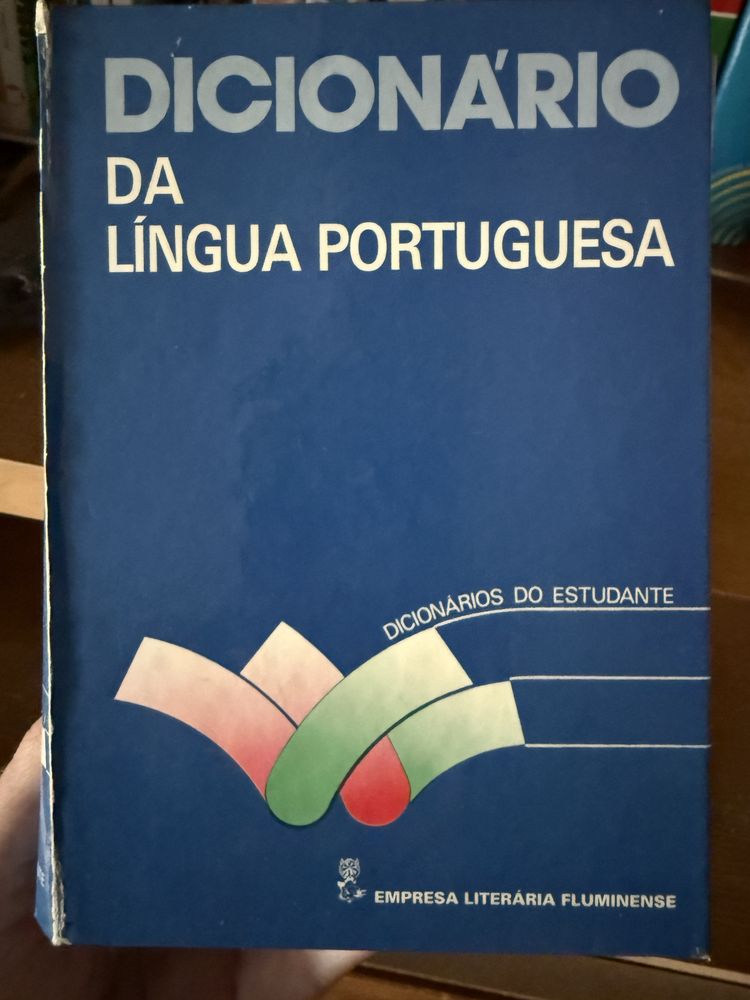 DICIONÁRIO
DA
LÍNGUA PORTUGUESA
DICIONÁRIOS DO ESTUDANTE
EMPRESA LITERÁRIA FLUMINENSE